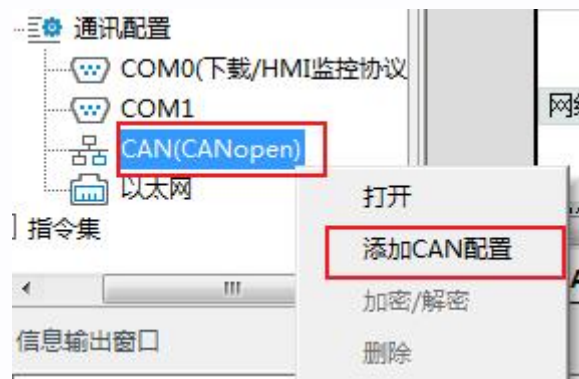 通讯配置
COM0(下载/HMI监控协议
COM1
CAN(CANopen)
以太网
指令集
信息输出窗口
打开
添加CAN配置
加密/解密
删除